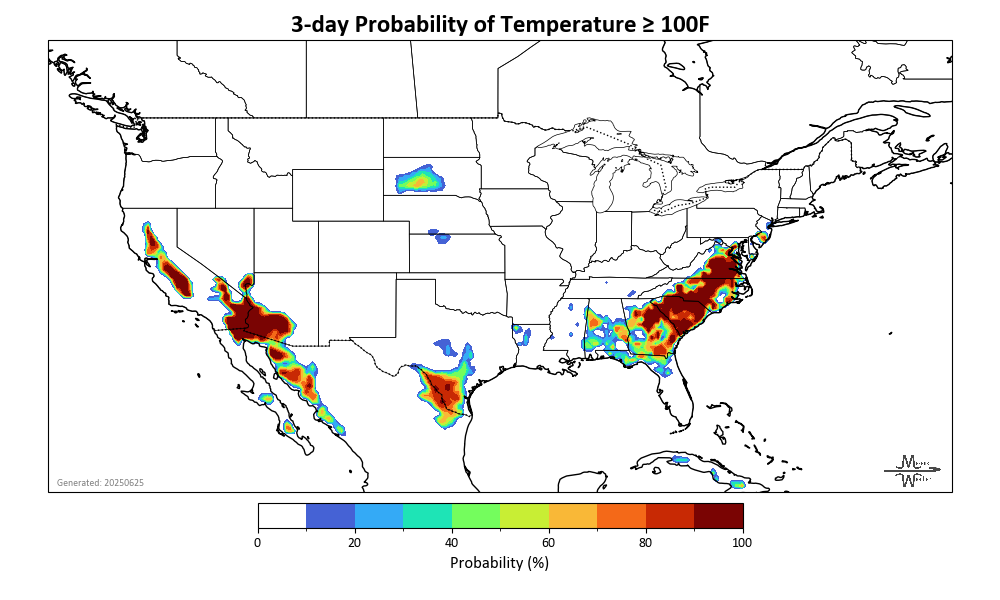 3-day Probability of Temperature ≥ 100F
Generated: 20250625
0 20 40 60 80 100
Probability (%)